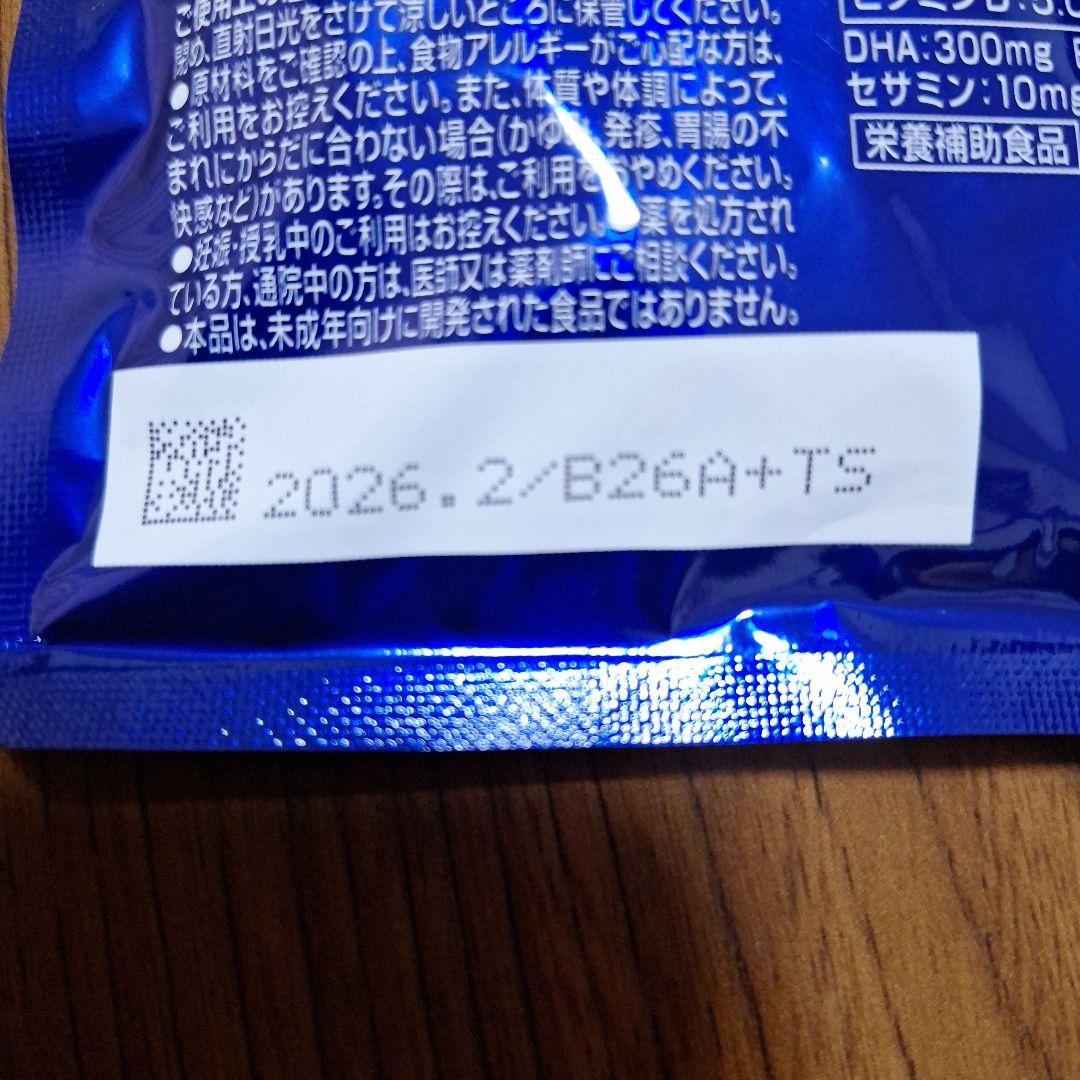 ご使用上の
閉め、直射日光をさけて涼しいところに保管してください。
●原材料をご確認の上、食物アレルギーがご心配な方は、
ご利用をお控えください。また、体質や体調によって、
まれにからだに合わない場合(かゆみ、発疹、胃腸の不
快感など)があります。その際は、ご利用をおやめください。
●妊娠・授乳中のご利用はお控えください。●薬を処方され
ている方、通院中の方は、医師又は薬剤師にご相談ください。
●本品は、未成年向けに開発された食品ではありません。
DHA:300mg
セサミン:10mg
栄養補助食品
2026.2/B26A+TS